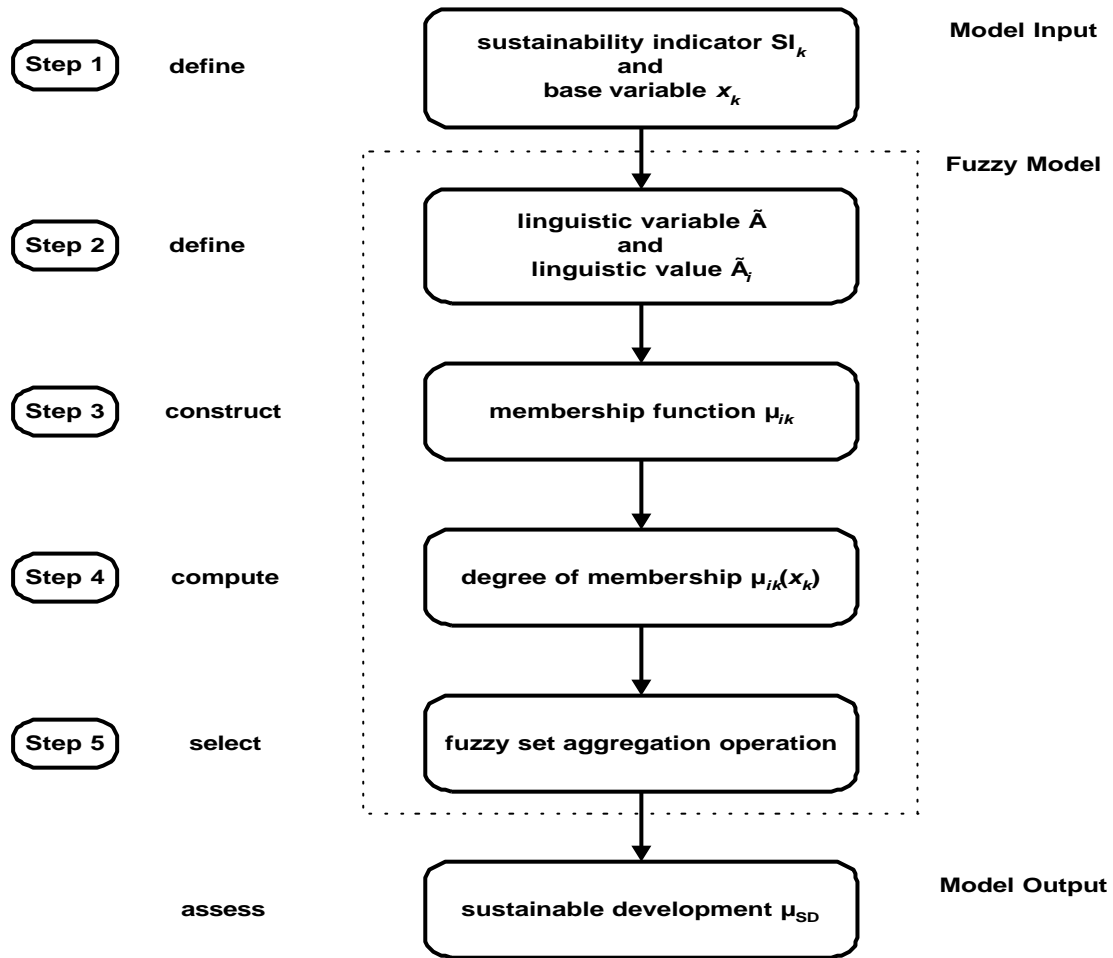 sustainability indicator SIk
Model Input
and
Step 1 define
base variable xk
Fuzzy Model
linguistic variable Ã
Step 2 define and
linguistic value Ãi
Step 3 construct membership function µik
Step 4 compute degree of membership µik(xk)
Step 5 select fuzzy set aggregation operation
Model Output
assess sustainable development µSD